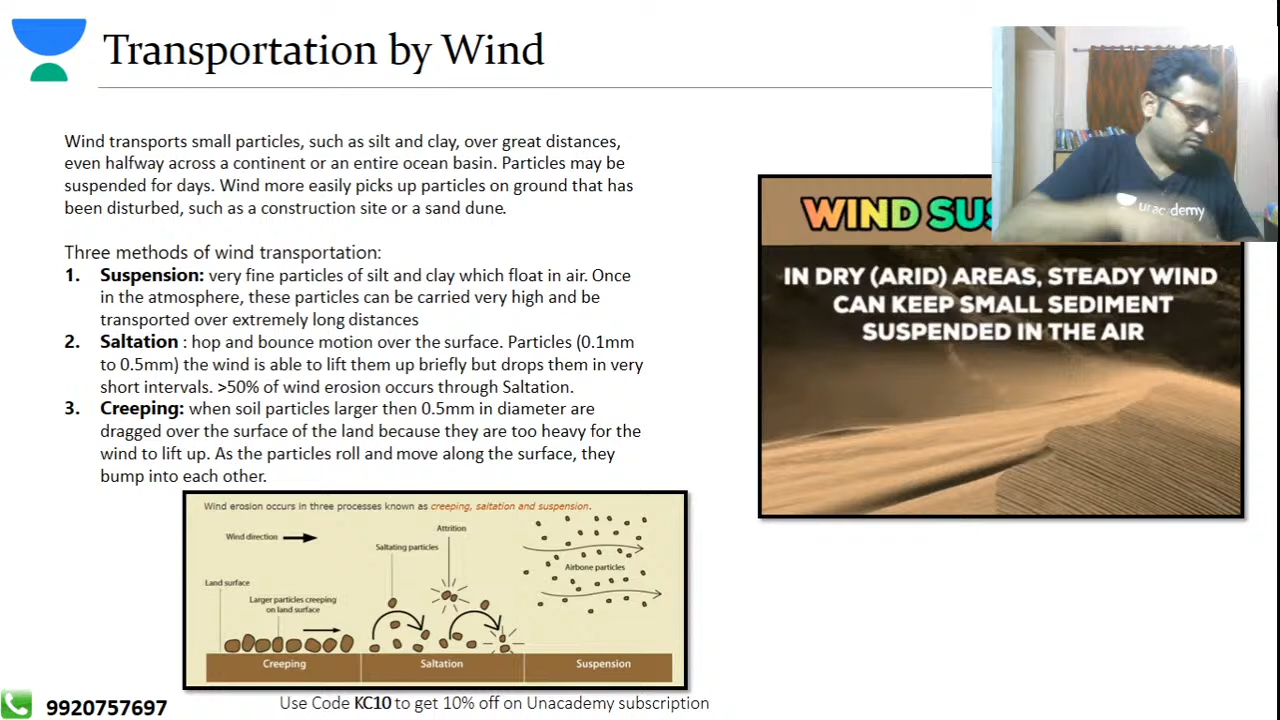 Transportation by Wind
Wind transports small particles, such as silt and clay, over great distances,
even halfway across a continent or an entire ocean basin. Particles may be
suspended for days. Wind more easily picks up particles on ground that has
been disturbed, such as a construction site or a sand dune.
Three methods of wind transportation:
1. Suspension: very fine particles of silt and clay which float in air. Once
in the atmosphere, these particles can be carried very high and be
transported over extremely long distances
2. Saltation : hop and bounce motion over the surface. Particles (0.1mm
to 0.5mm) the wind is able to lift them up briefly but drops them in very
short intervals. >50% of wind erosion occurs through Saltation.
3. Creeping: when soil particles larger then 0.5mm in diameter are
dragged over the surface of the land because they are too heavy for the
wind to lift up. As the particles roll and move along the surface, they
bump into each other.
Wind erosion occurs in three processes known as creeping, saltation and suspension.
Wind direction
Attrition
Saltating particles
Airbone particles
Land surface
Larger particles creeping
on land surface
Creeping
Saltation
Suspension
WIND
IN DRY (ARID) AREAS, STEADY WIND
CAN KEEP SMALL SEDIMENT
SUSPENDED IN THE AIR
9920757697
Use Code KC10 to get 10% off on Unacademy subscription